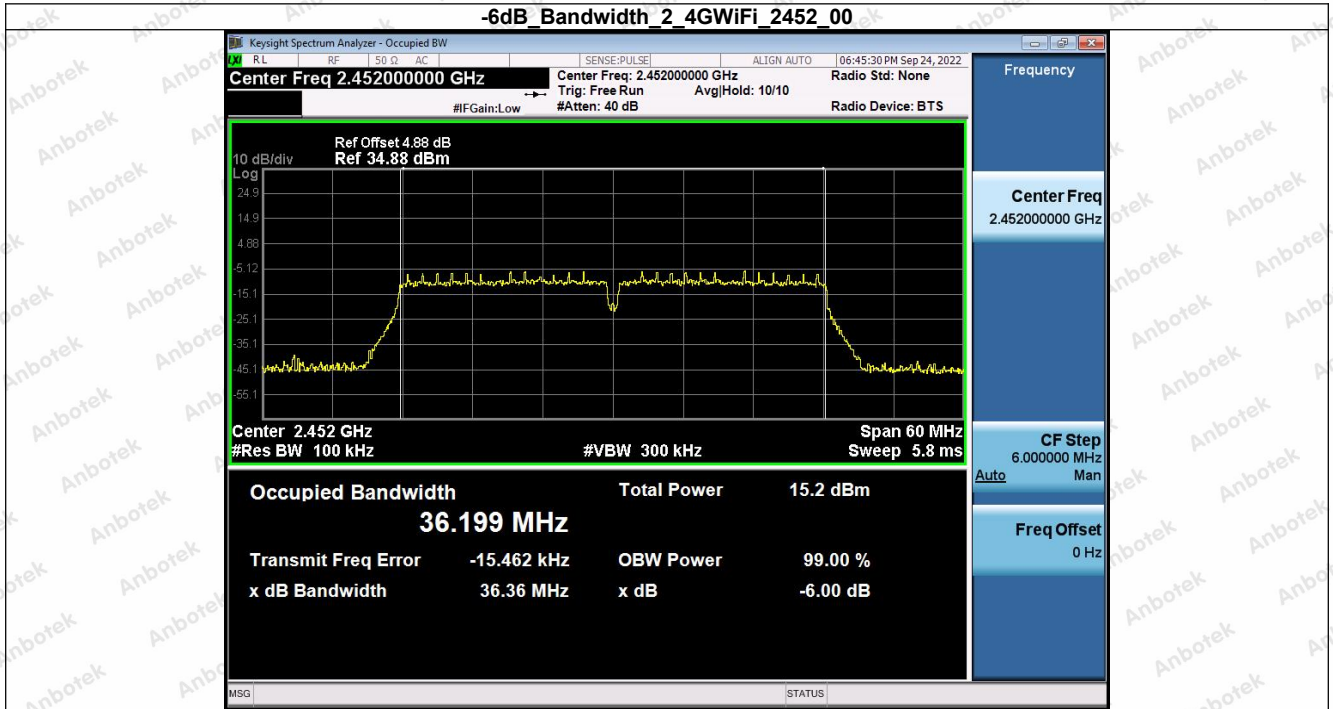 -6dB_Bandwidth_2_4GWiFi_2452_00
Keysight Spectrum Analyzer - Occupied BW
LXI RL RF 50 Ω AC SENSE:PULSE ALIGN AUTO 06:45:30 PM Sep 24, 2022
Center Freq 2.452000000 GHz
Center Freq: 2.452000000 GHz Radio Std: None
Trig: Free Run Avg|Hold: 10/10
#IFGain:Low #Atten: 40 dB Radio Device: BTS
Ref Offset 4.88 dB
10 dB/div Ref 34.88 dBm
Log
24.9
14.9
4.88
-5.12
-15.1
-25.1
-35.1
-45.1
-55.1
Center 2.452 GHz Span 60 MHz
#Res BW 100 kHz #VBW 300 kHz Sweep 5.8 ms
Occupied Bandwidth Total Power 15.2 dBm
36.199 MHz
Transmit Freq Error -15.462 kHz OBW Power 99.00 %
x dB Bandwidth 36.36 MHz x dB -6.00 dB
MSG STATUS
Frequency
Center Freq
2.452000000 GHz
CF Step
6.000000 MHz
Auto Man
Freq Offset
0 Hz
Anbotek